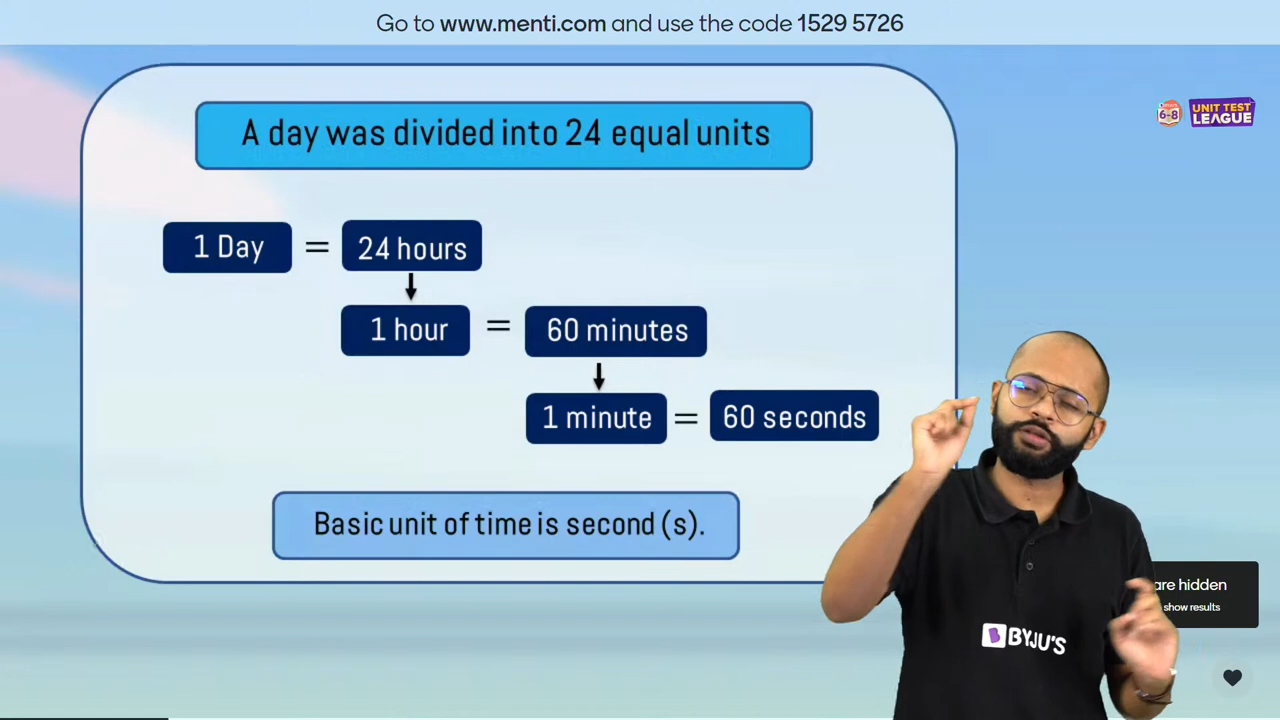 Go to www.menti.com and use the code 1529 5726
A day was divided into 24 equal units
UNIT TEST
LEAGUE
6-8
1 Day = 24 hours
1 hour = 60 minutes
1 minute = 60 seconds
Basic unit of time is second (s).
are hidden
show results
BYJU'S